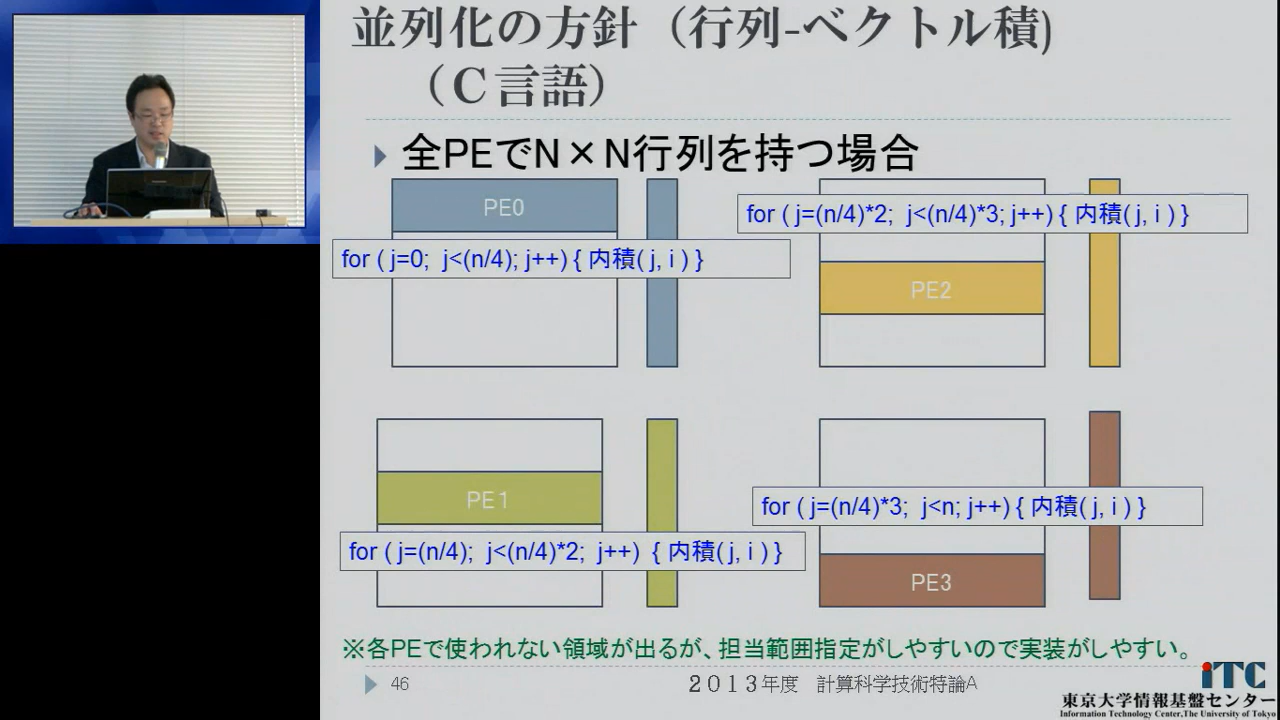 並列化の方針（行列-ベクトル積)
（Ｃ言語）
全PEでN×N行列を持つ場合
PE0
for ( j=0; j<(n/4); j++) { 内積( j, i ) }
for ( j=(n/4)*2; j<(n/4)*3; j++) { 内積( j, i ) }
PE2
PE1
for ( j=(n/4); j<(n/4)*2; j++) { 内積( j, i ) }
for ( j=(n/4)*3; j<n; j++) { 内積( j, i ) }
PE3
※各PEで使われない領域が出るが、担当範囲指定がしやすいので実装がしやすい。
46
２０１３年度 計算科学技術特論A
iTC
東京大学情報基盤センター
Information Technology Center,The University of Tokyo